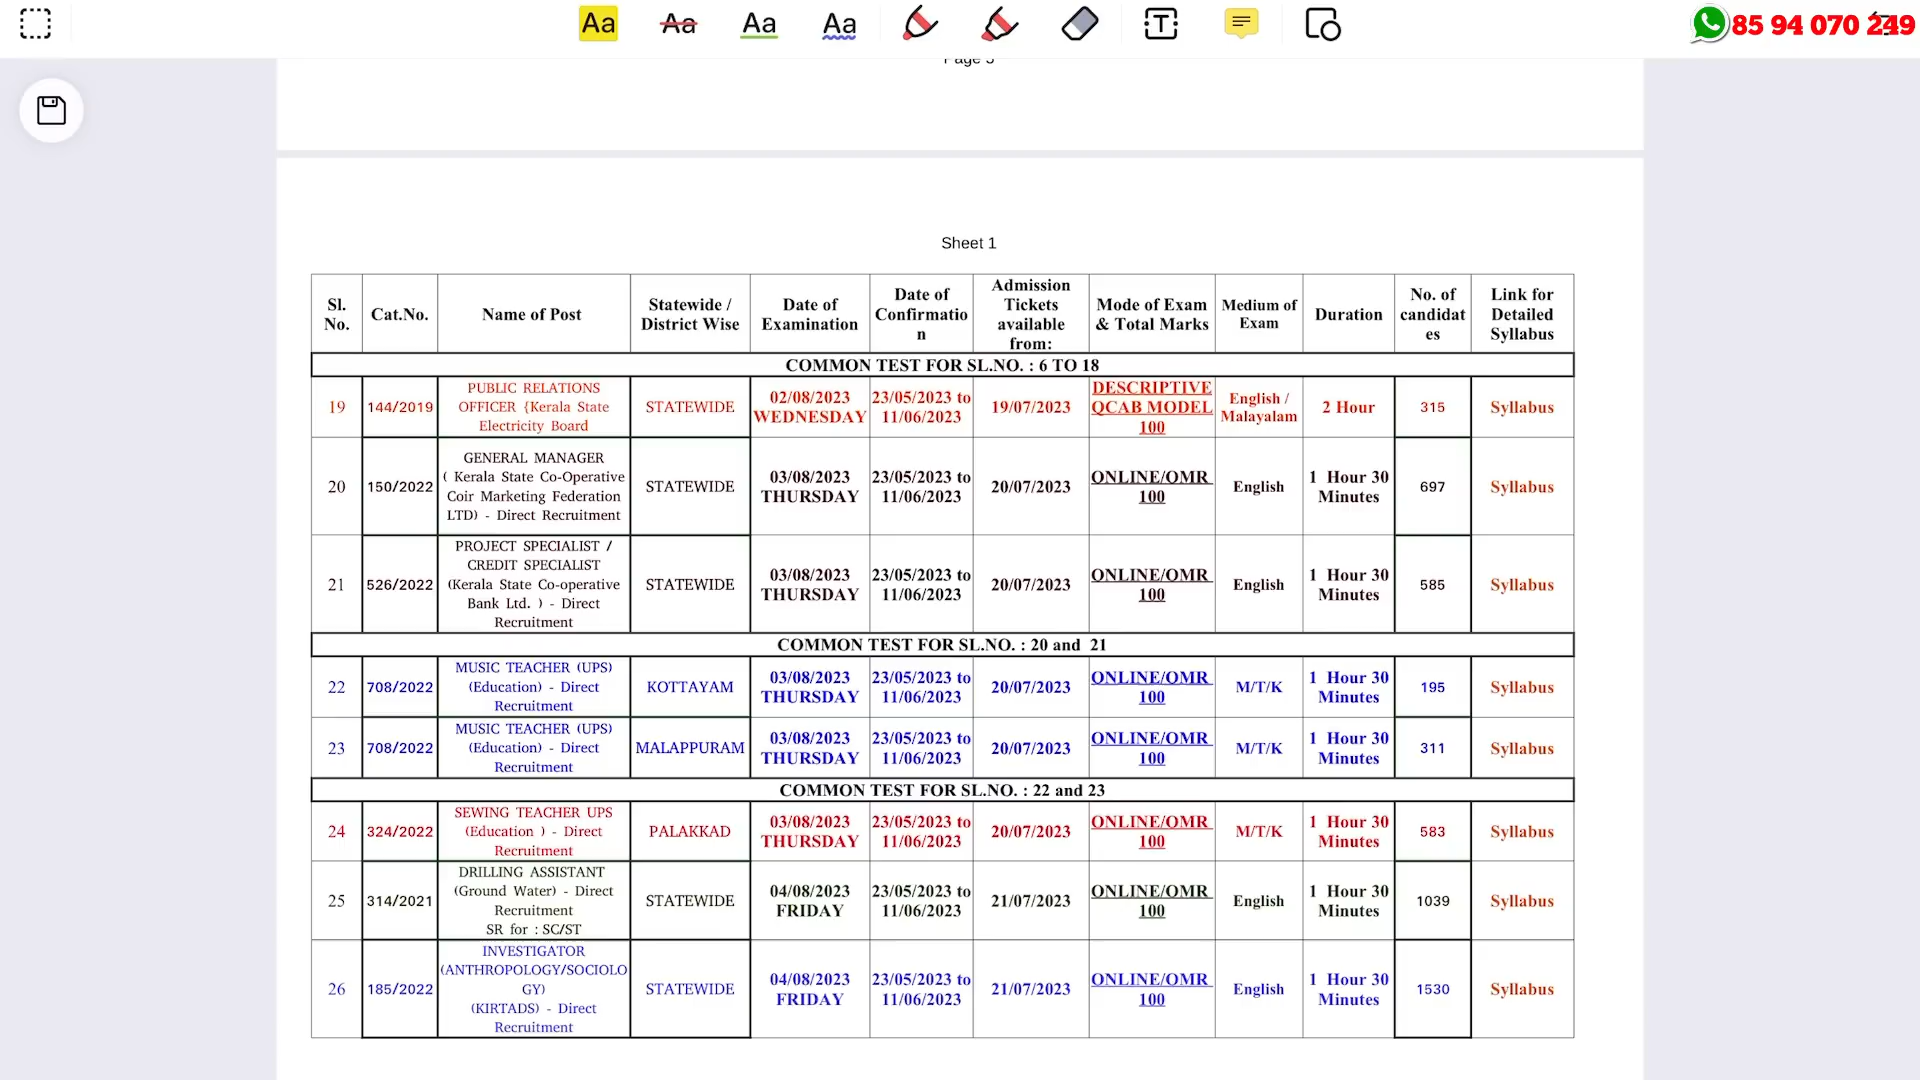 Aa Aa Aa Aa T
85 94 070 249
Page 5
Sheet 1
Sl. No. | Cat.No. | Name of Post | Statewide / District Wise | Date of Examination | Date of Confirmatio n | Admission Tickets available from: | Mode of Exam & Total Marks | Medium of Exam | Duration | No. of candidat es | Link for Detailed Syllabus
COMMON TEST FOR SL.NO. : 6 TO 18
19 | 144/2019 | PUBLIC RELATIONS OFFICER {Kerala State Electricity Board | STATEWIDE | 02/08/2023 WEDNESDAY | 23/05/2023 to 11/06/2023 | 19/07/2023 | DESCRIPTIVE QCAB MODEL 100 | English / Malayalam | 2 Hour | 315 | Syllabus
20 | 150/2022 | GENERAL MANAGER ( Kerala State Co-Operative Coir Marketing Federation LTD) - Direct Recruitment | STATEWIDE | 03/08/2023 THURSDAY | 23/05/2023 to 11/06/2023 | 20/07/2023 | ONLINE/OMR 100 | English | 1 Hour 30 Minutes | 697 | Syllabus
21 | 526/2022 | PROJECT SPECIALIST / CREDIT SPECIALIST (Kerala State Co-operative Bank Ltd. ) - Direct Recruitment | STATEWIDE | 03/08/2023 THURSDAY | 23/05/2023 to 11/06/2023 | 20/07/2023 | ONLINE/OMR 100 | English | 1 Hour 30 Minutes | 585 | Syllabus
COMMON TEST FOR SL.NO. : 20 and 21
22 | 708/2022 | MUSIC TEACHER (UPS) (Education) - Direct Recruitment | KOTTAYAM | 03/08/2023 THURSDAY | 23/05/2023 to 11/06/2023 | 20/07/2023 | ONLINE/OMR 100 | M/T/K | 1 Hour 30 Minutes | 195 | Syllabus
23 | 708/2022 | MUSIC TEACHER (UPS) (Education) - Direct Recruitment | MALAPPURAM | 03/08/2023 THURSDAY | 23/05/2023 to 11/06/2023 | 20/07/2023 | ONLINE/OMR 100 | M/T/K | 1 Hour 30 Minutes | 311 | Syllabus
COMMON TEST FOR SL.NO. : 22 and 23
24 | 324/2022 | SEWING TEACHER UPS (Education ) - Direct Recruitment | PALAKKAD | 03/08/2023 THURSDAY | 23/05/2023 to 11/06/2023 | 20/07/2023 | ONLINE/OMR 100 | M/T/K | 1 Hour 30 Minutes | 583 | Syllabus
25 | 314/2021 | DRILLING ASSISTANT (Ground Water) - Direct Recruitment SR for : SC/ST | STATEWIDE | 04/08/2023 FRIDAY | 23/05/2023 to 11/06/2023 | 21/07/2023 | ONLINE/OMR 100 | English | 1 Hour 30 Minutes | 1039 | Syllabus
26 | 185/2022 | INVESTIGATOR (ANTHROPOLOGY/SOCIOLO GY) (KIRTADS) - Direct Recruitment | STATEWIDE | 04/08/2023 FRIDAY | 23/05/2023 to 11/06/2023 | 21/07/2023 | ONLINE/OMR 100 | English | 1 Hour 30 Minutes | 1530 | Syllabus